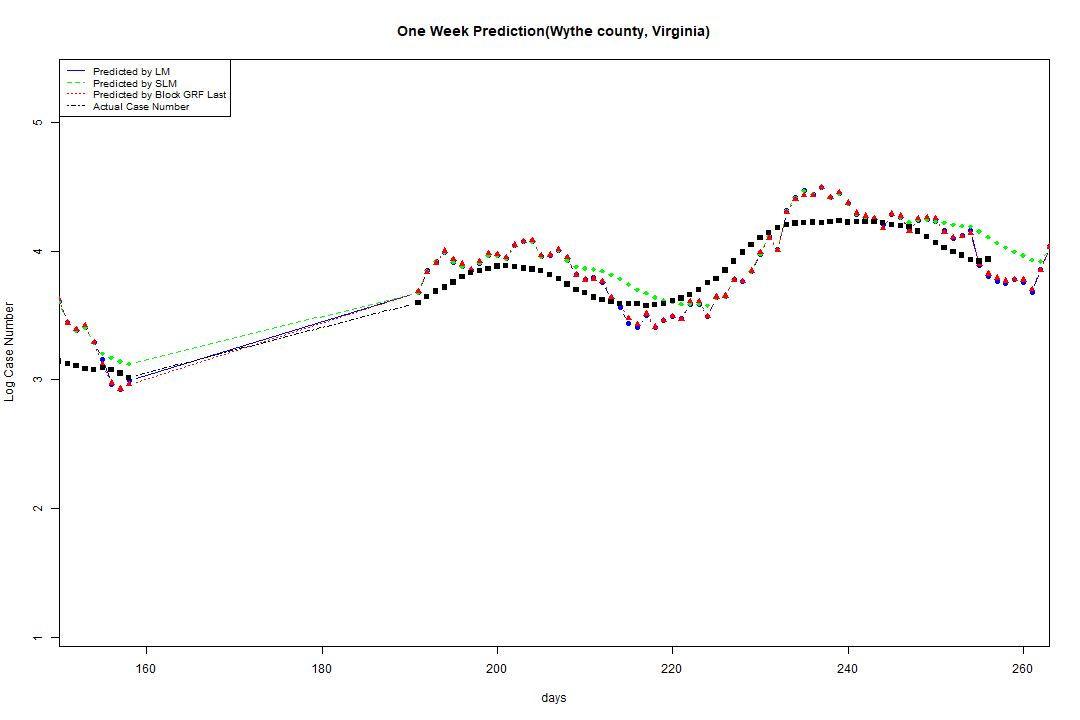 One Week Prediction(Wythe county, Virginia)
Predicted by LM
Predicted by SLM
Predicted by Block GRF Last
Actual Case Number
Log Case Number
5
4
3
2
1
160 180 200 220 240 260
days